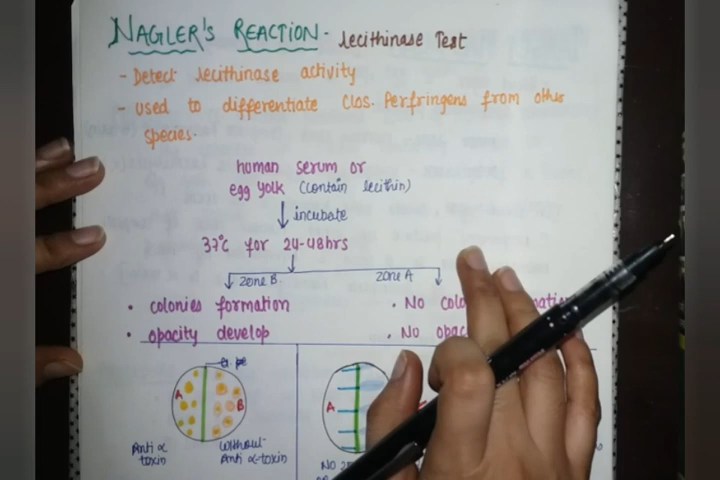 NAGLER'S REACTION - Lecithinase Test
- Detect lecithinase activity
- used to differentiate Clos. Perfringens from other
species.
human serum or
egg yolk (contain lecithin)
incubate
37°c for 24-48hrs
zone B. zone A
• colonies formation • No
• opacity develop • No
A B A
Anti α toxin
without Anti α-toxin
NO